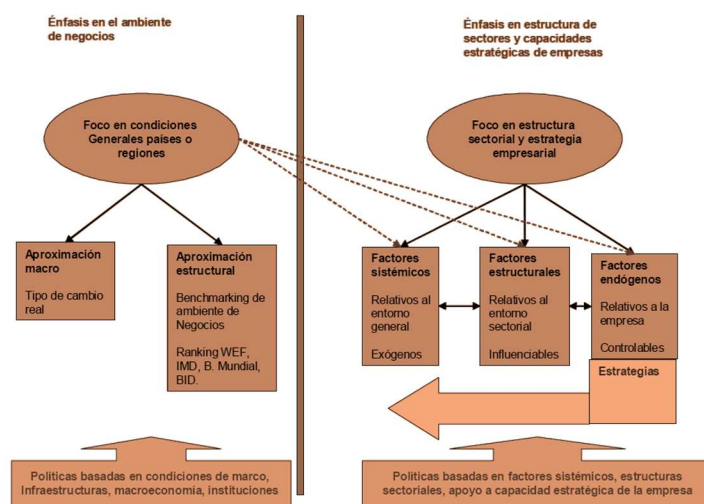 Énfasis en el ambiente
de negocios
Énfasis en estructura de
sectores y capacidades
estratégicas de empresas
Foco en condiciones
Generales países o
regiones
Foco en estructura
sectorial y estrategia
empresarial
Aproximación
macro
Tipo de cambio
real
Aproximación
estructural
Benchmarking de
ambiente de
Negocios
Ranking WEF,
IMD, B. Mundial,
BID.
Factores
sistémicos
Relativos al
entorno
general
Exógenos
Factores
estructurales
Relativos al
entorno
sectorial
Influenciables
Factores
endógenos
Relativos a la
empresa
Controlables
Estrategias
Políticas basadas en condiciones de marco,
Infraestructuras, macroeconomía, instituciones
Políticas basadas en factores sistémicos, estructuras
sectoriales, apoyo a capacidad estratégica de la empresa